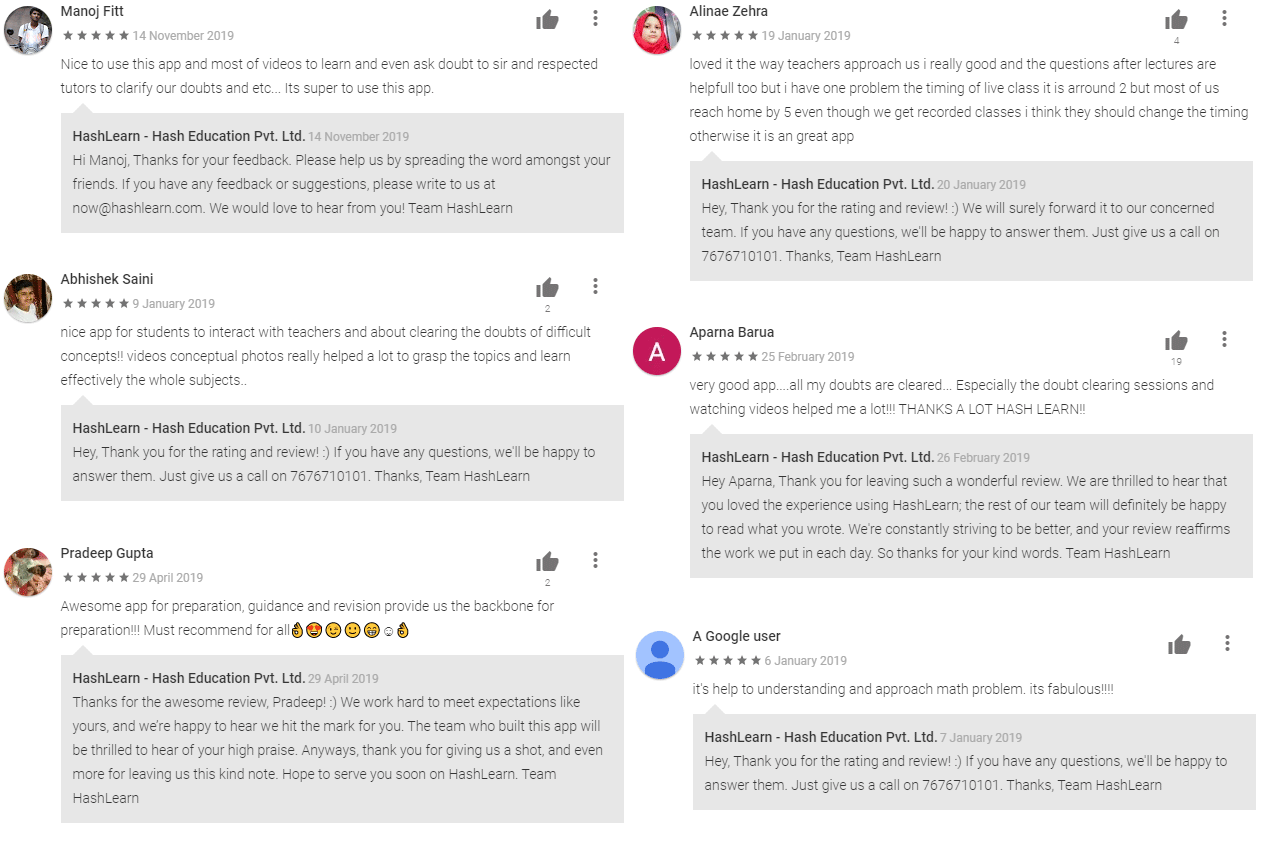 Manoj Fitt
★★★★★ 14 November 2019
Nice to use this app and most of videos to learn and even ask doubt to sir and respected
tutors to clarify our doubts and etc... Its super to use this app.
HashLearn - Hash Education Pvt. Ltd. 14 November 2019
Hi Manoj, Thanks for your feedback. Please help us by spreading the word amongst your
friends. If you have any feedback or suggestions, please write to us at
now@hashlearn.com. We would love to hear from you! Team HashLearn
Abhishek Saini
★★★★★ 9 January 2019
2
nice app for students to interact with teachers and about clearing the doubts of difficult
concepts!! videos conceptual photos really helped a lot to grasp the topics and learn
effectively the whole subjects..
HashLearn - Hash Education Pvt. Ltd. 10 January 2019
Hey, Thank you for the rating and review! :) If you have any questions, we'll be happy to
answer them. Just give us a call on 7676710101. Thanks, Team HashLearn
Pradeep Gupta
★★★★★ 29 April 2019
2
Awesome app for preparation, guidance and revision provide us the backbone for
preparation!!! Must recommend for all👌😍😉🙂😁☺👌
HashLearn - Hash Education Pvt. Ltd. 29 April 2019
Thanks for the awesome review, Pradeep! :) We work hard to meet expectations like
yours, and we're happy to hear we hit the mark for you. The team who built this app will
be thrilled to hear of your high praise. Anyways, thank you for giving us a shot, and even
more for leaving us this kind note. Hope to serve you soon on HashLearn. Team
HashLearn
Alinae Zehra
★★★★★ 19 January 2019
4
loved it the way teachers approach us i really good and the questions after lectures are
helpfull too but i have one problem the timing of live class it is arround 2 but most of us
reach home by 5 even though we get recorded classes i think they should change the timing
otherwise it is an great app
HashLearn - Hash Education Pvt. Ltd. 20 January 2019
Hey, Thank you for the rating and review! :) We will surely forward it to our concerned
team. If you have any questions, we'll be happy to answer them. Just give us a call on
7676710101. Thanks, Team HashLearn
A
Aparna Barua
★★★★★ 25 February 2019
19
very good app....all my doubts are cleared... Especially the doubt clearing sessions and
watching videos helped me a lot!!! THANKS A LOT HASH LEARN!!
HashLearn - Hash Education Pvt. Ltd. 26 February 2019
Hey Aparna, Thank you for leaving such a wonderful review. We are thrilled to hear that
you loved the experience using HashLearn; the rest of our team will definitely be happy
to read what you wrote. We're constantly striving to be better, and your review reaffirms
the work we put in each day. So thanks for your kind words. Team HashLearn
A Google user
★★★★★ 6 January 2019
it's help to understanding and approach math problem. its fabulous!!!!
HashLearn - Hash Education Pvt. Ltd. 7 January 2019
Hey, Thank you for the rating and review! :) If you have any questions, we'll be happy to
answer them. Just give us a call on 7676710101. Thanks, Team HashLearn